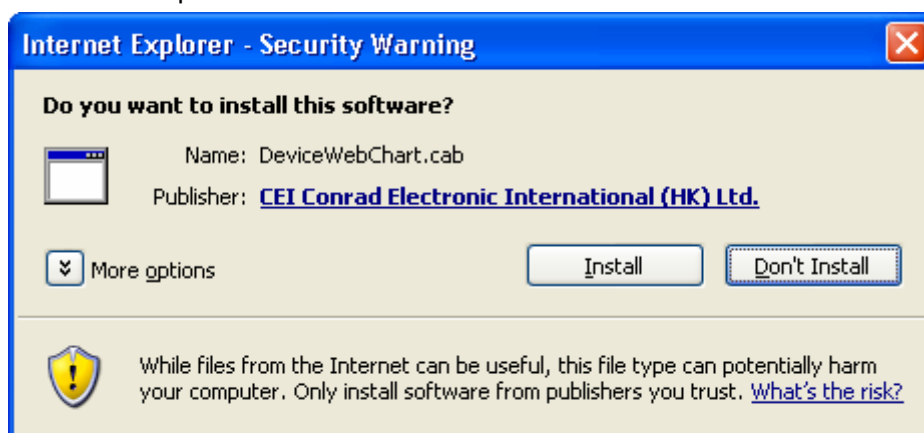 Internet Explorer - Security Warning
Do you want to install this software?
Name: DeviceWebChart.cab
Publisher: CEI Conrad Electronic International (HK) Ltd.
More options
Install
Don't Install
While files from the Internet can be useful, this file type can potentially harm
your computer. Only install software from publishers you trust. What's the risk?